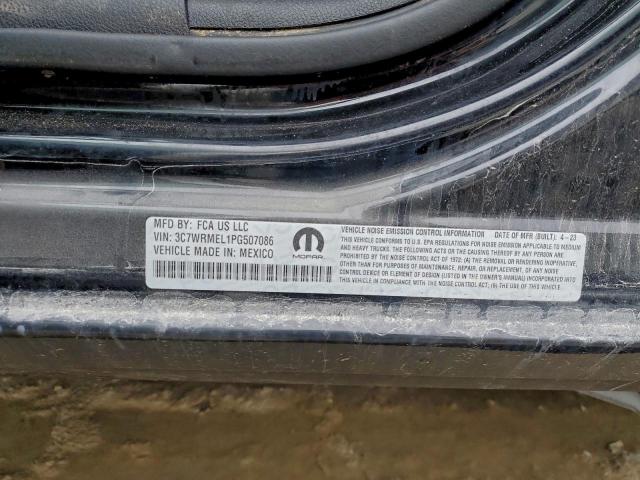 MFD BY: FCA US LLC
VIN: 3C7WRMEL1PG507086
VEHICLE MADE IN: MEXICO
MOPAR
VEHICLE NOISE EMISSION CONTROL INFORMATION DATE OF MFR (BUILT): 4-23
THIS VEHICLE CONFORMS TO U.S. EPA REGULATIONS FOR NOISE EMISSION APPLICABLE TO MEDIUM
AND HEAVY TRUCKS. THE FOLLOWING ACTS OR THE CAUSING THEREOF BY ANY PERSON ARE
PROHIBITED BY THE NOISE CONTROL ACT OF 1972: (A) THE REMOVAL OR RENDERING INOPERATIVE,
OTHER THAN FOR PURPOSES OF MAINTENANCE, REPAIR, OR REPLACEMENT, OF ANY NOISE
CONTROL DEVICE OR ELEMENT OF DESIGN (LISTED IN THE OWNER'S MANUAL) INCORPORATED INTO
THIS VEHICLE IN COMPLIANCE WITH THE NOISE CONTROL ACT; (B) THE USE OF THIS VEHICLE